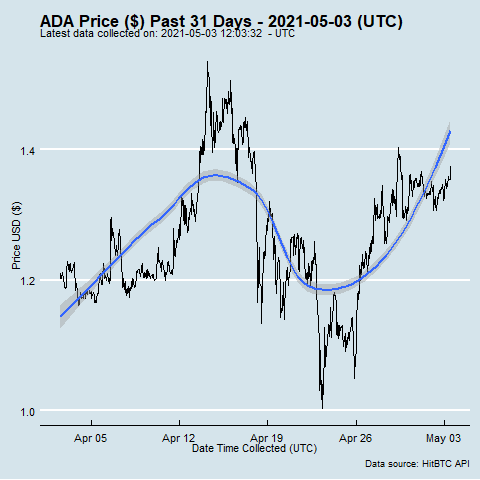 ADA Price ($) Past 31 Days - 2021-05-03 (UTC)
Latest data collected on: 2021-05-03 12:03:32 - UTC
Price USD ($)
1.4
1.2
1.0
Apr 05 Apr 12 Apr 19 Apr 26 May 03
Date Time Collected (UTC)
Data source: HitBTC API